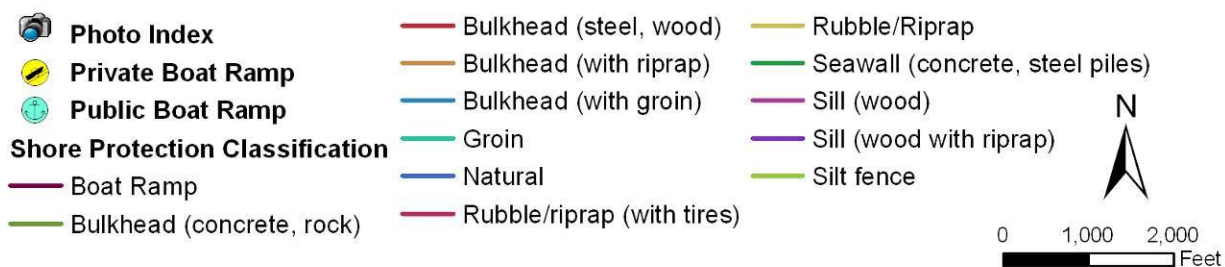 Photo Index
Private Boat Ramp
Public Boat Ramp
Shore Protection Classification
Boat Ramp
Bulkhead (concrete, rock)
Bulkhead (steel, wood)
Bulkhead (with riprap)
Bulkhead (with groin)
Groin
Natural
Rubble/riprap (with tires)
Rubble/Riprap
Seawall (concrete, steel piles)
Sill (wood)
Sill (wood with riprap)
Silt fence
N
0 1,000 2,000
Feet